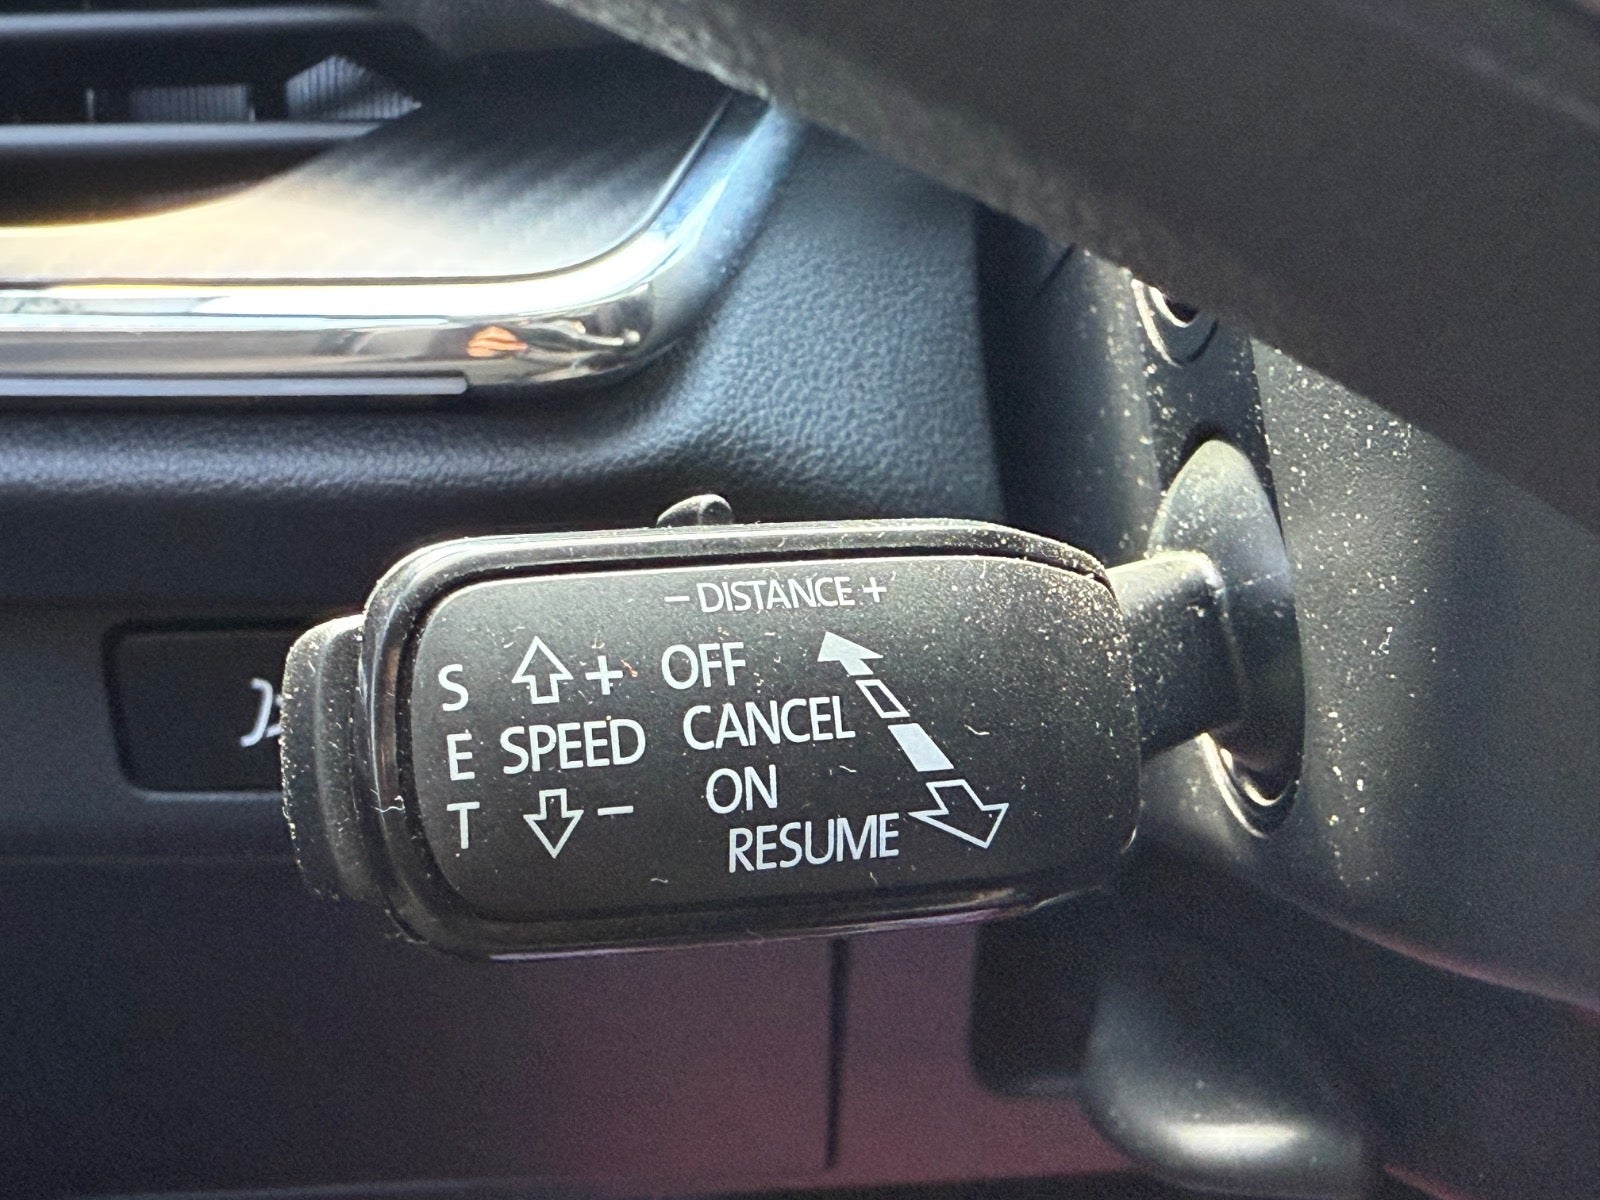 − DISTANCE +
S + OFF
CANCEL
E SPEED
ON
T −
RESUME